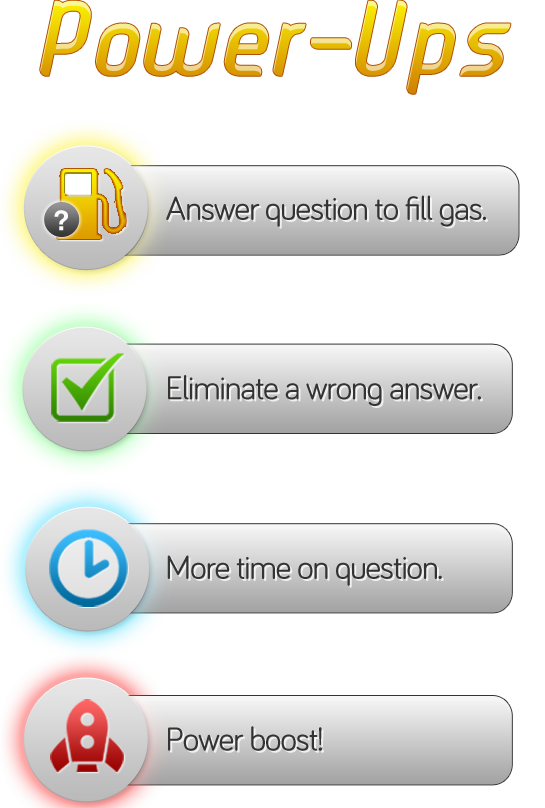 Power-Ups
?
Answer question to fill gas.
Eliminate a wrong answer.
More time on question.
Power boost!